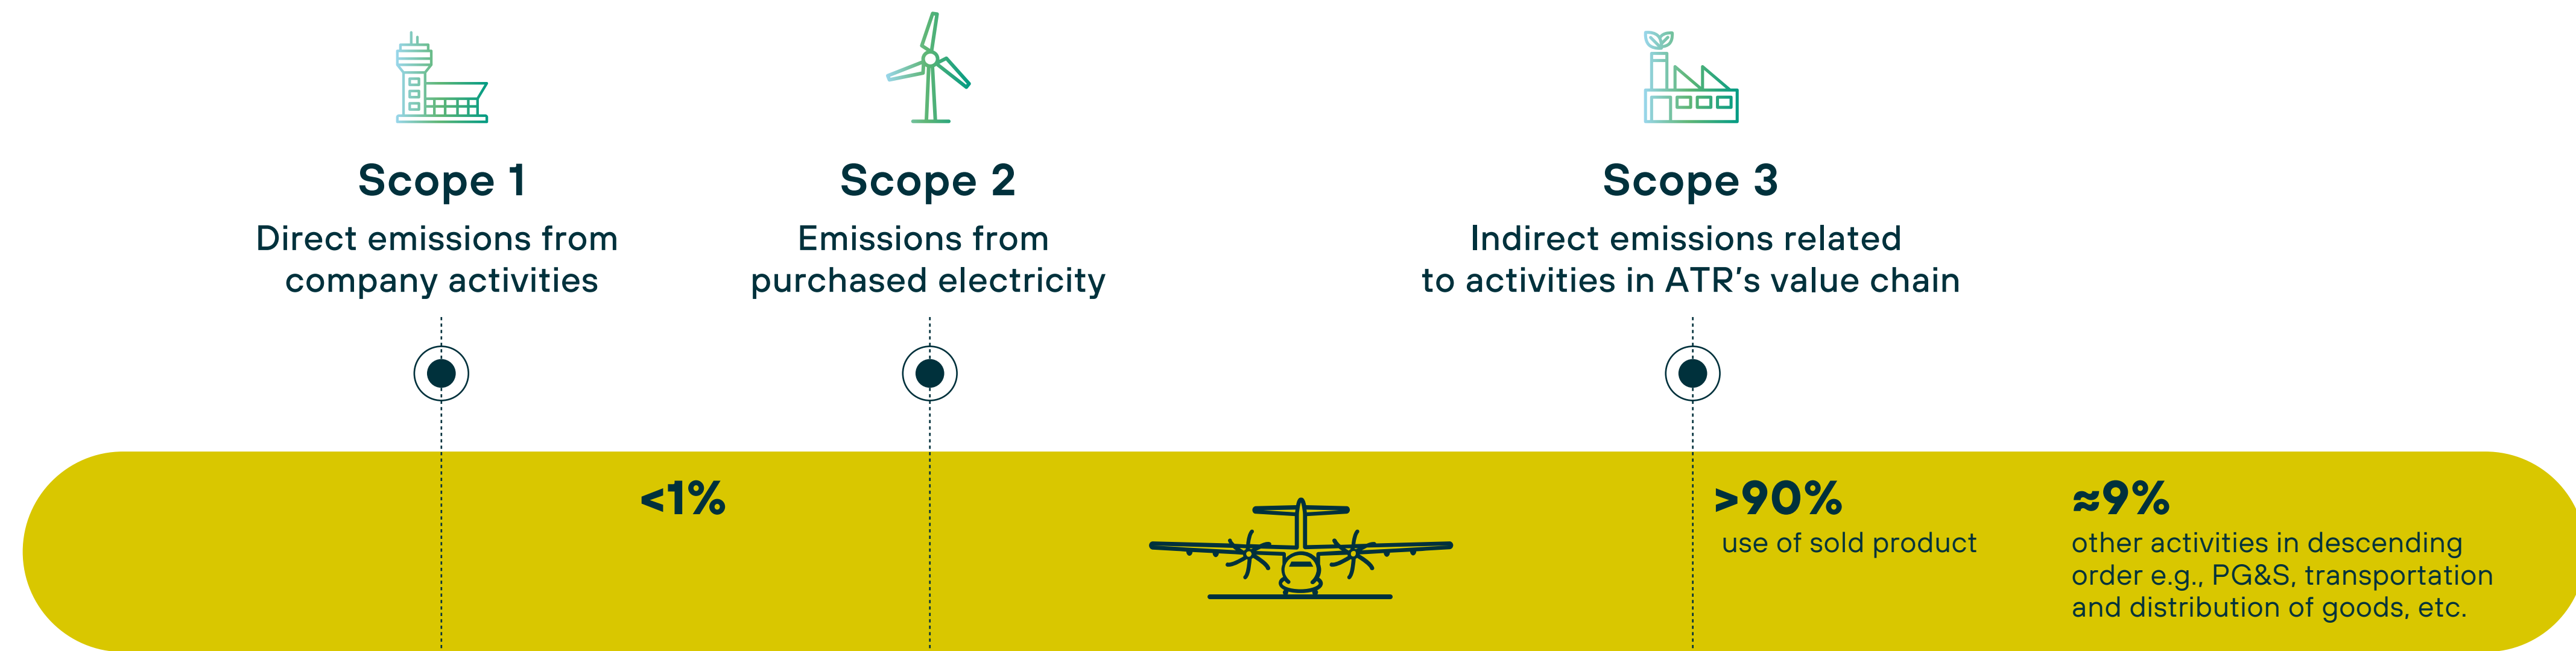 Scope 1
Direct emissions from
company activities
Scope 2
Emissions from
purchased electricity
Scope 3
Indirect emissions related
to activities in ATR's value chain
<1%
>90%
use of sold product
≈9%
other activities in descending
order e.g., PG&S, transportation
and distribution of goods, etc.